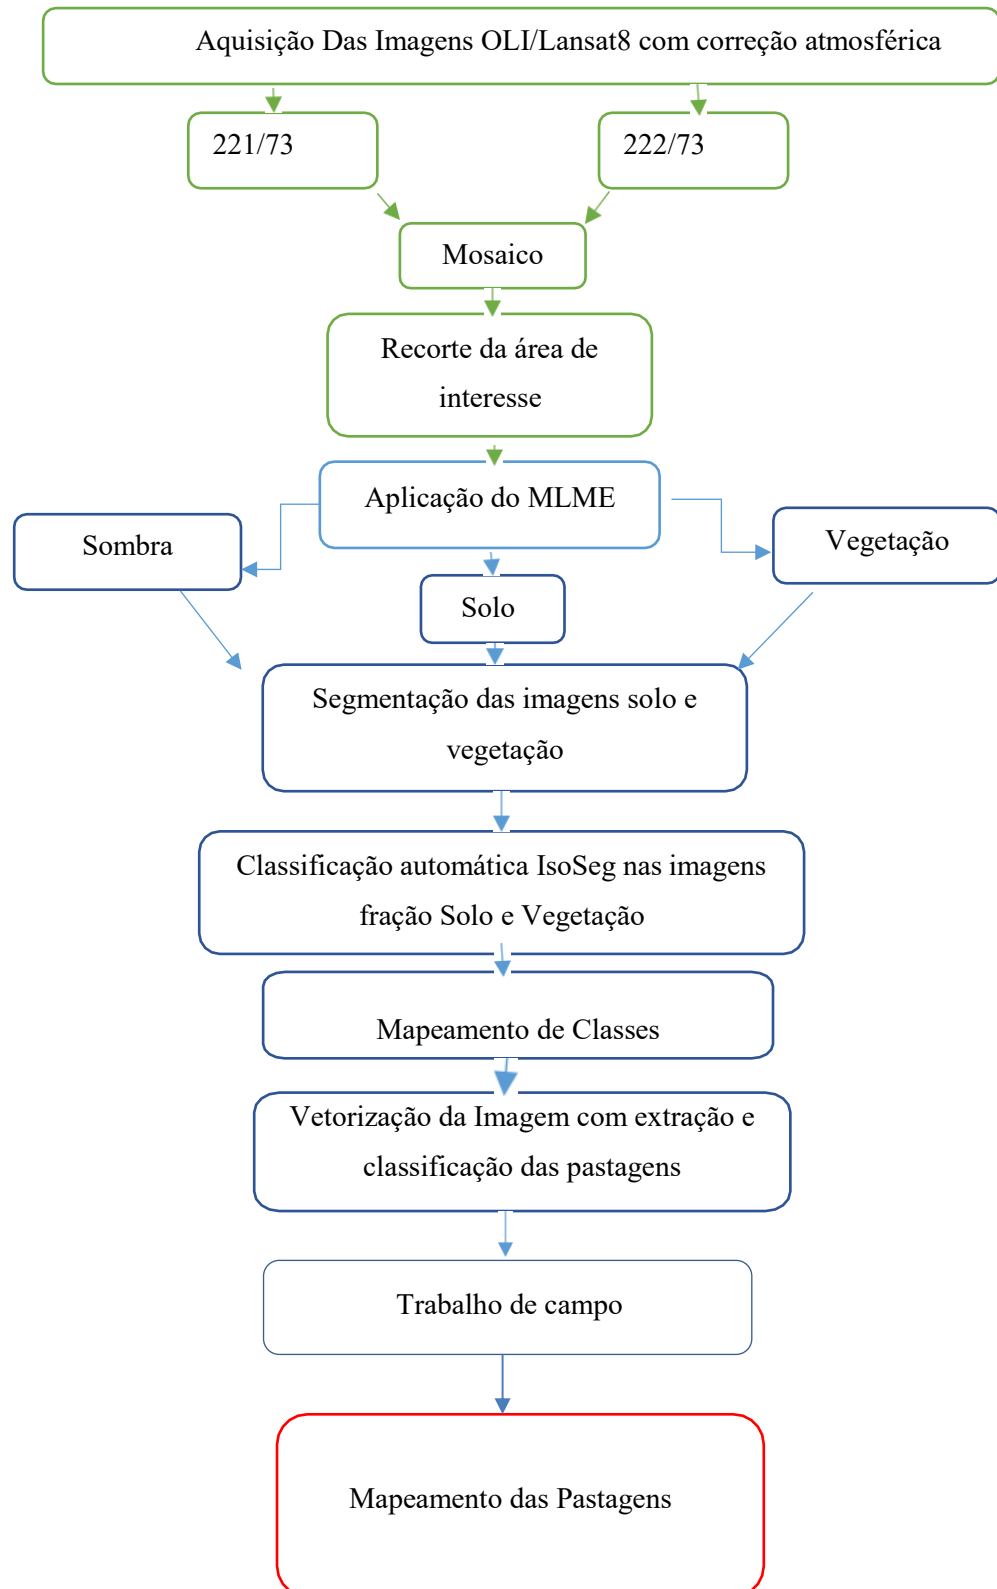 Aquisição Das Imagens OLI/Lansat8 com correção atmosférica
221/73
222/73
Mosaico
Recorte da área de
interesse
Aplicação do MLME
Sombra
Vegetação
Solo
Segmentação das imagens solo e
vegetação
Classificação automática IsoSeg nas imagens
fração Solo e Vegetação
Mapeamento de Classes
Vetorização da Imagem com extração e
classificação das pastagens
Trabalho de campo
Mapeamento das Pastagens